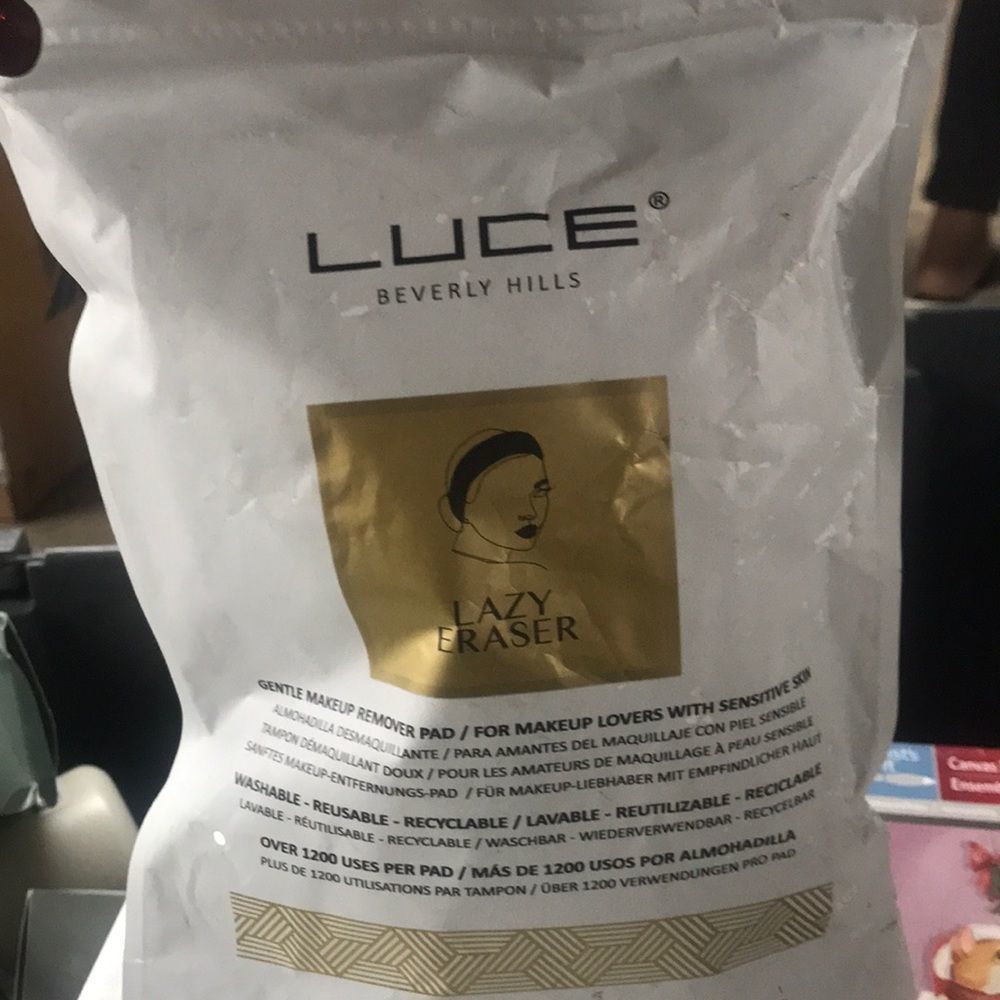 LUCE®
BEVERLY HILLS
LAZY
ERASER
GENTLE MAKEUP REMOVER PAD / FOR MAKEUP LOVERS WITH SENSITIVE SKIN
ALMOHADILLA DESMAQUILLANTE / PARA AMANTES DEL MAQUILLAJE CON PIEL SENSIBLE
TAMPON DÉMAQUILLANT DOUX / POUR LES AMATEURS DE MAQUILLAGE À PEAU SENSIBLE
SANFTES MAKEUP-ENTFERNUNGS-PAD / FÜR MAKEUP-LIEBHABER MIT EMPFINDLICHER HAUT
WASHABLE - REUSABLE - RECYCLABLE / LAVABLE - REUTILIZABLE - RECICLABLE
LAVABLE - RÉUTILISABLE - RECYCLABLE / WASCHBAR - WIEDERVERWENDBAR - RECYCELBAR
OVER 1200 USES PER PAD / MÁS DE 1200 USOS POR ALMOHADILLA
PLUS DE 1200 UTILISATIONS PAR TAMPON / ÜBER 1200 VERWENDUNGEN PRO PAD
Canvas